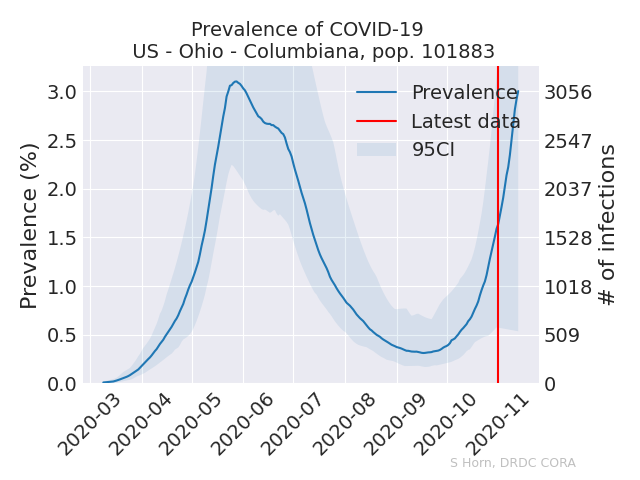 Prevalence of COVID-19
US - Ohio - Columbiana, pop. 101883
Prevalence
Latest data
95CI
Prevalence (%)
3.0
2.5
2.0
1.5
1.0
0.5
0.0
3056
2547
2037
1528
1018
509
0
# of infections
2020-03
2020-04
2020-05
2020-06
2020-07
2020-08
2020-09
2020-10
2020-11
S Horn, DRDC CORA